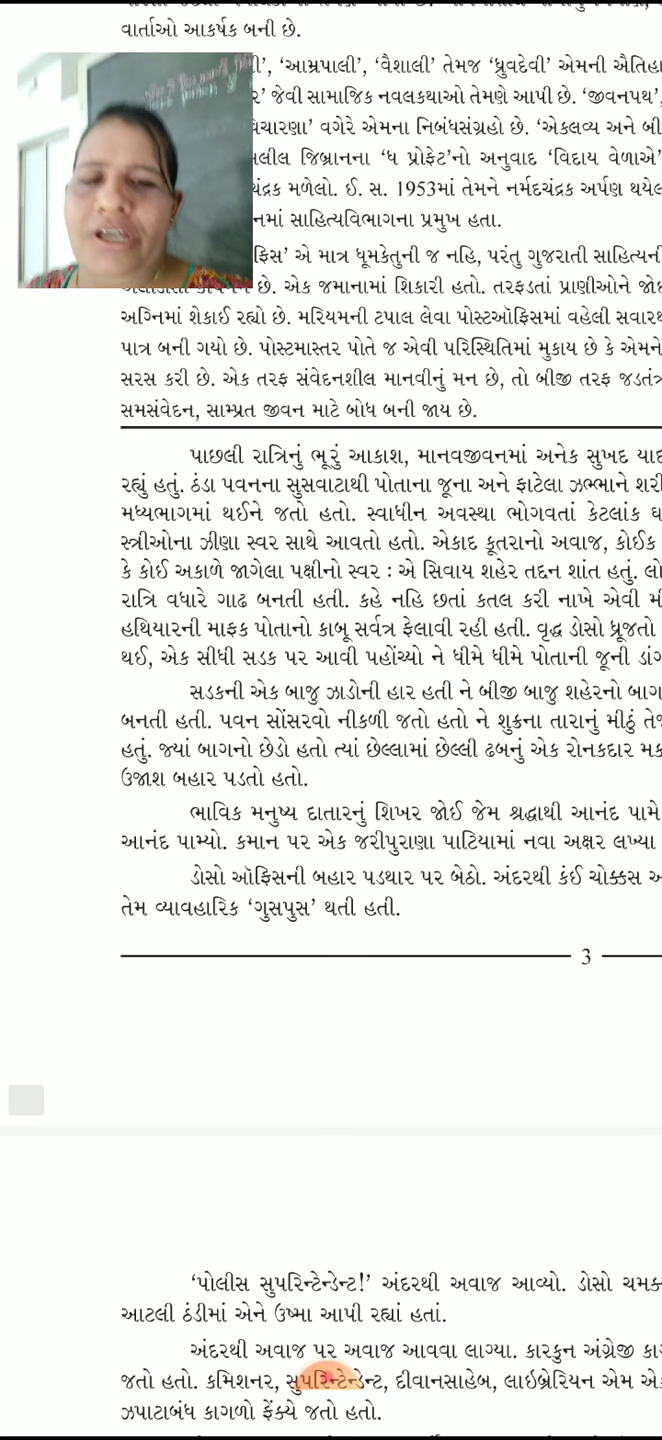 વાર્તાઓ આકર્ષક બની છે.
‘આમ્રપાલી’, ‘વૈશાલી’ તેમજ ‘ધ્રુવદેવી’ એમની ઐતિહા
જેવી સામાજિક નવલકથાઓ તેમણે આપી છે. ‘જીવનપથ’,
વિચારણા’ વગેરે એમના નિબંધસંગ્રહો છે. ‘એકલવ્ય અને બી
લીલ જિબ્રાનના ‘ધ પ્રોફેટ’નો અનુવાદ ‘વિદાય વેળાએ’
ચંદ્રક મળેલો. ઈ. સ. 1953માં તેમને નર્મદચંદ્રક અર્પણ થયેલ
નમાં સાહિત્યવિભાગના પ્રમુખ હતા.
ફિસ’ એ માત્ર ધૂમકેતુની જ નહિ, પરંતુ ગુજરાતી સાહિત્યની
છે. એક જમાનામાં શિકારી હતો. તરફડતાં પ્રાણીઓને જોઈ
અગ્નિમાં શેકાઈ રહ્યો છે. મરિયમની ટપાલ લેવા પોસ્ટઑફિસમાં વહેલી સવારથ
પાત્ર બની ગયો છે. પોસ્ટમાસ્તર પોતે જ એવી પરિસ્થિતિમાં મુકાય છે કે એમને
સરસ કરી છે. એક તરફ સંવેદનશીલ માનવીનું મન છે, તો બીજી તરફ જડતંત્ર
સમસંવેદન, સામ્પ્રત જીવન માટે બોધ બની જાય છે.
પાછલી રાત્રિનું ભૂરું આકાશ, માનવજીવનમાં અનેક સુખદ યાદ
રહ્યું હતું. ઠંડા પવનના સુસવાટાથી પોતાના જૂના અને ફાટેલા ઝભ્ભાને શરી
મધ્યભાગમાં થઈને જતો હતો. સ્વાધીન અવસ્થા ભોગવતાં કેટલાંક ઘ
સ્ત્રીઓના ઝીણા સ્વર સાથે આવતો હતો. એકાદ કૂતરાનો અવાજ, કોઈક
કે કોઈ અકાળે જાગેલા પક્ષીનો સ્વર : એ સિવાય શહેર તદ્દન શાંત હતું. લો
રાત્રિ વધારે ગાઢ બનતી હતી. કહે નહિ છતાં કતલ કરી નાખે એવી મી
હથિયારની માફક પોતાનો કાબૂ સર્વત્ર ફેલાવી રહી હતી. વૃદ્ધ ડોસો ધ્રૂજતો
થઈ, એક સીધી સડક પર આવી પહોંચ્યો ને ધીમે ધીમે પોતાની જૂની ડાંગ
સડકની એક બાજુ ઝાડોની હાર હતી ને બીજી બાજુ શહેરનો બાગ
બનતી હતી. પવન સોંસરવો નીકળી જતો હતો ને શુક્રના તારાનું મીઠું તેજ
હતું. જ્યાં બાગનો છેડો હતો ત્યાં છેલ્લામાં છેલ્લી ઢબનું એક રોનકદાર મક
ઉજાશ બહાર પડતો હતો.
ભાવિક મનુષ્ય દાતારનું શિખર જોઈ જેમ શ્રદ્ધાથી આનંદ પામે
આનંદ પામ્યો. કમાન પર એક જરીપુરાણા પાટિયામાં નવા અક્ષર લખ્યા
ડોસો ઑફિસની બહાર પડથાર પર બેઠો. અંદરથી કંઈ ચોક્કસ અ
તેમ વ્યાવહારિક ‘ગુસપુસ’ થતી હતી.
3
‘પોલીસ સુપરિન્ટેન્ડેન્ટ!’ અંદરથી અવાજ આવ્યો. ડોસો ચમક્
આટલી ઠંડીમાં એને ઉષ્મા આપી રહ્યાં હતાં.
અંદરથી અવાજ પર અવાજ આવવા લાગ્યા. કારકુન અંગ્રેજી કા
જતો હતો. કમિશનર, સુપરિન્ટેન્ડેન્ટ, દીવાનસાહેબ, લાઇબ્રેરિયન એમ એ
ઝપાટાબંધ કાગળો ફેંક્યે જતો હતો.